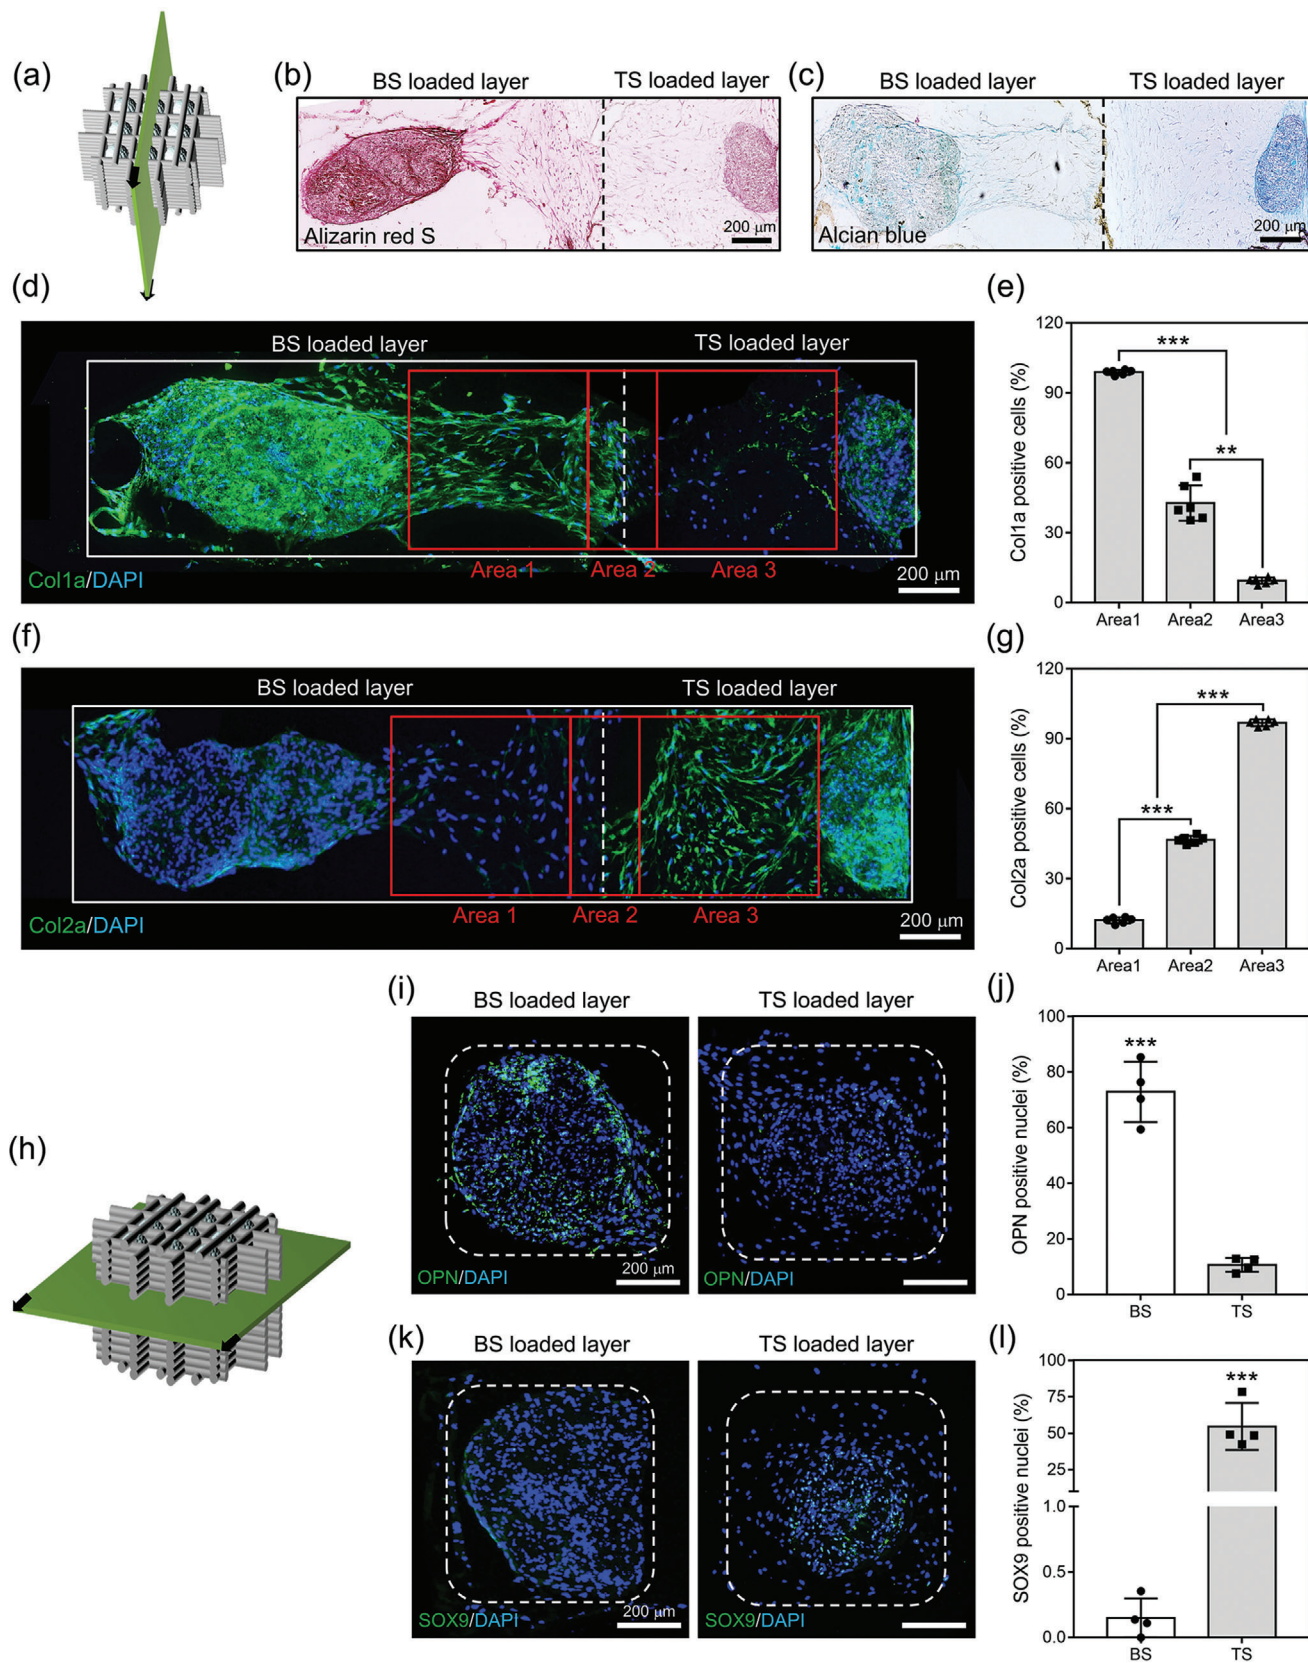 (a)
(b)
BS loaded layer
TS loaded layer
Alizarin red S
200 μm
(c)
BS loaded layer
TS loaded layer
Alcian blue
200 μm
(d)
BS loaded layer
TS loaded layer
Area 1
Area 2
Area 3
Col1a/DAPI
200 μm
(e)
Col1a positive cells (%)
120
90
60
30
0
***
**
Area1
Area2
Area3
(f)
BS loaded layer
TS loaded layer
Area 1
Area 2
Area 3
Col2a/DAPI
200 μm
(g)
Col2a positive cells (%)
120
90
60
30
0
***
***
Area1
Area2
Area3
(h)
(i)
BS loaded layer
TS loaded layer
OPN/DAPI
200 μm
OPN/DAPI
(j)
OPN positive nuclei (%)
100
80
60
40
20
0
***
BS
TS
(k)
BS loaded layer
TS loaded layer
SOX9/DAPI
200 μm
SOX9/DAPI
(l)
SOX9 positive nuclei (%)
100
75
50
25
1.0
0.5
0.0
***
BS
TS